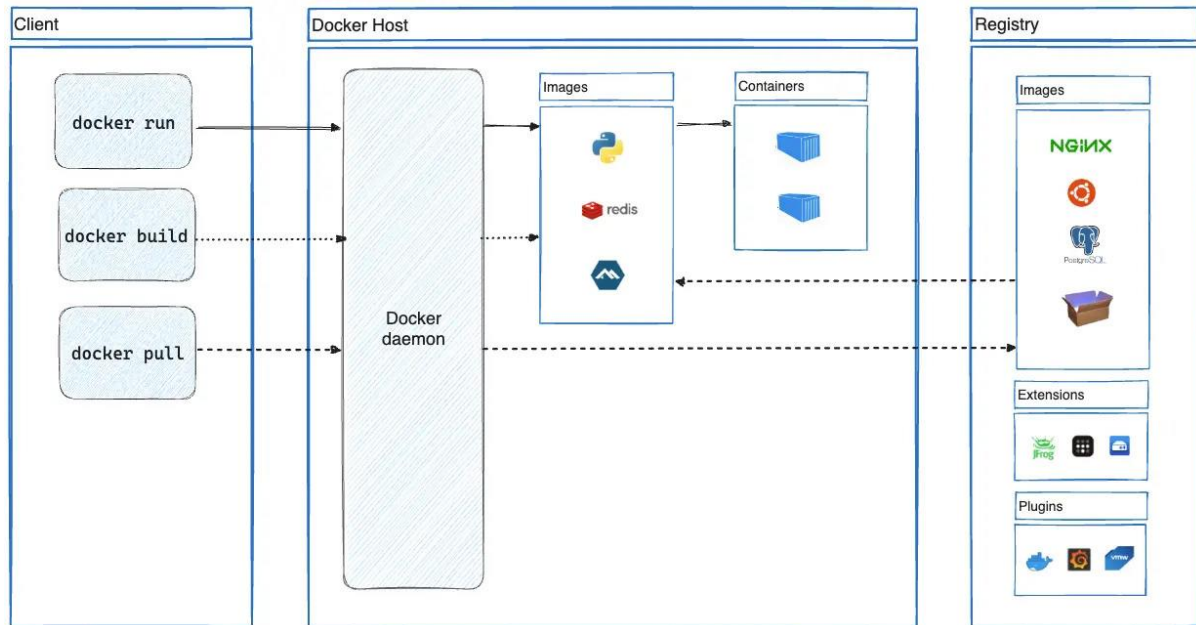 Client
docker run
docker build
docker pull
Docker Host
Docker
daemon
Images
redis
Containers
Registry
Images
NGINX
PostgreSQL
Extensions
JFrog
Plugins
vmw